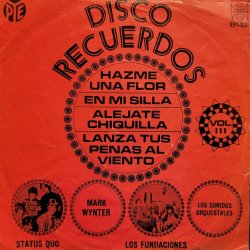 PYE
DISCO
RECUERDOS
HAZME
UNA FLOR
EN MI SILLA
ALEJATE
CHIQUILLA
LANZA TUS
PENAS AL
VIENTO
VOL.
III
STATUS QUO
MARK
WYNTER
LOS FUNDACIONES
LOS SONIDOS
ORQUESTALES